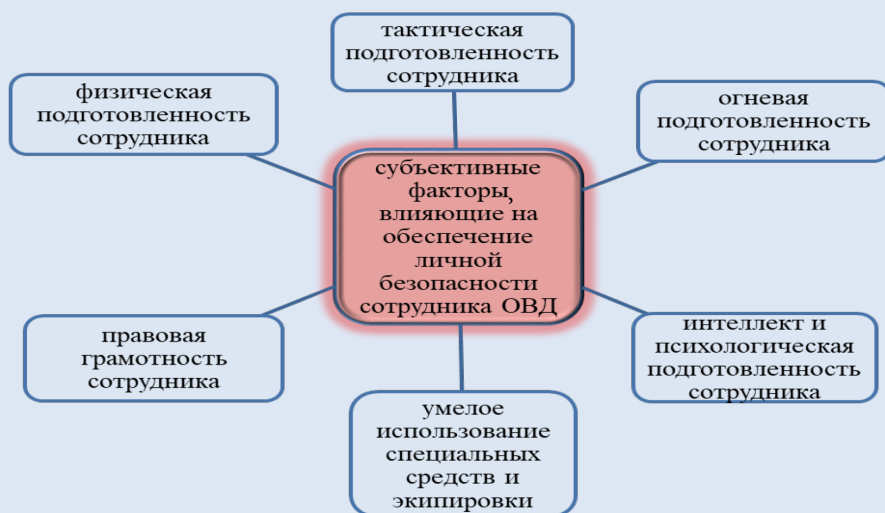 тактическая
подготовленность
сотрудника
физическая
подготовленность
сотрудника
огневая
подготовленность
сотрудника
субъективные
факторы,
влияющие на
обеспечение
личной
безопасности
сотрудника ОВД
правовая
грамотность
сотрудника
интеллект и
психологическая
подготовленность
сотрудника
умелое
использование
специальных
средств и
экипировки